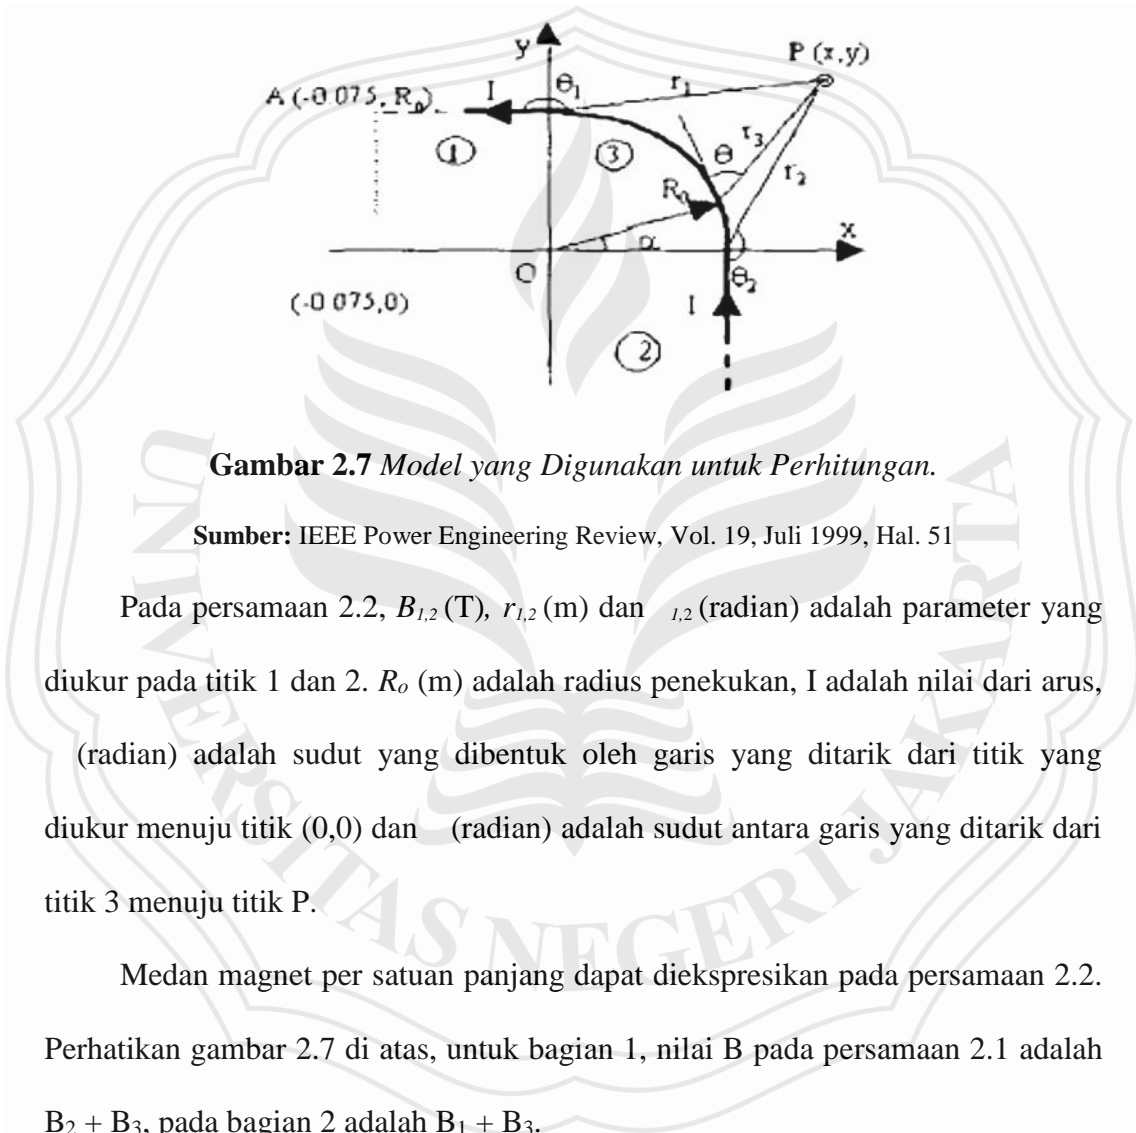 y
P (x,y)
A (-0.075, R₀)
I
θ₁
r₁
①
③
θ
r₃
r₂
R₀
α
x
O
θ₂
(-0.075,0)
I
②
Gambar 2.7 Model yang Digunakan untuk Perhitungan.
Sumber: IEEE Power Engineering Review, Vol. 19, Juli 1999, Hal. 51
Pada persamaan 2.2, B1,2 (T), r1,2 (m) dan 1,2 (radian) adalah parameter yang
diukur pada titik 1 dan 2. Ro (m) adalah radius penekukan, I adalah nilai dari arus,
(radian) adalah sudut yang dibentuk oleh garis yang ditarik dari titik yang
diukur menuju titik (0,0) dan (radian) adalah sudut antara garis yang ditarik dari
titik 3 menuju titik P.
Medan magnet per satuan panjang dapat diekspresikan pada persamaan 2.2.
Perhatikan gambar 2.7 di atas, untuk bagian 1, nilai B pada persamaan 2.1 adalah
B₂ + B₃, pada bagian 2 adalah B₁ + B₃.
UNIVERSITAS NEGERI JAKARTA